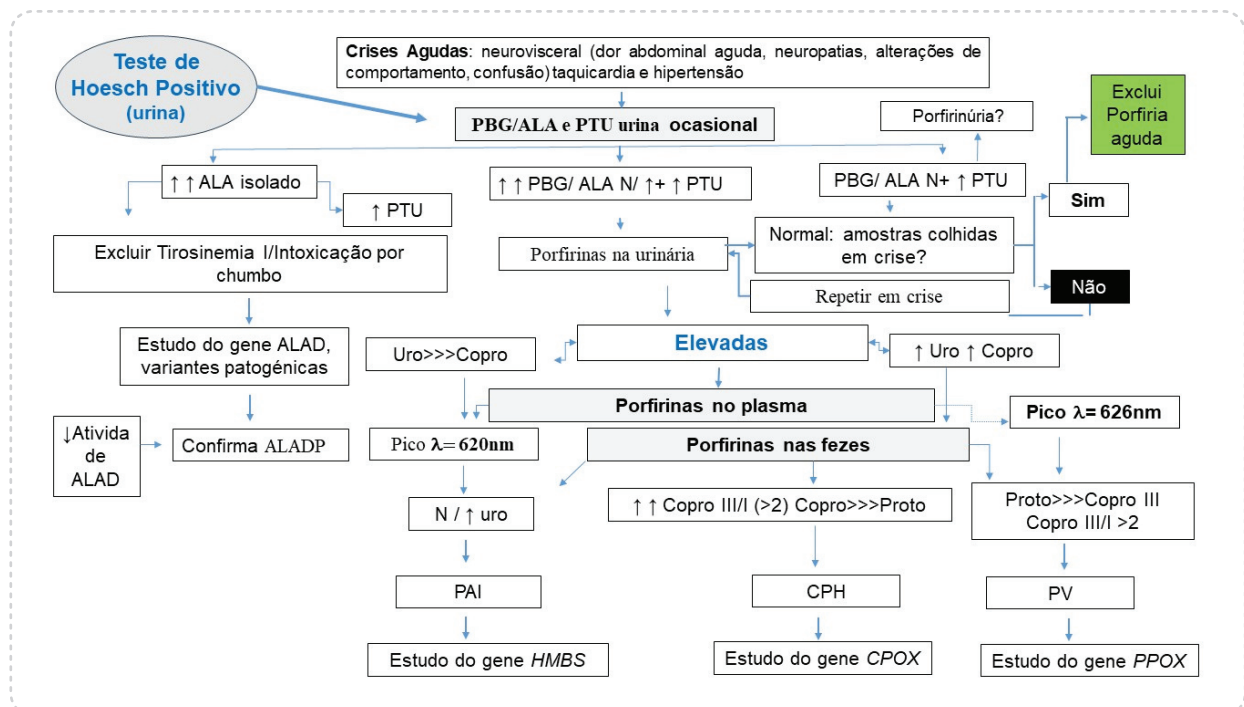 Teste de
Hoesch Positivo
(urina)
Crises Agudas: neurovisceral (dor abdominal aguda, neuropatias, alterações de
comportamento, confusão) taquicardia e hipertensão
Exclui
Porfiria
aguda
PBG/ALA e PTU urina ocasional
Porfirinúria?
↑ ↑ ALA isolado
↑ PTU
↑ ↑ PBG/ ALA N/ ↑+ ↑ PTU
PBG/ ALA N+ ↑ PTU
Sim
Excluir Tirosinemia I/Intoxicação por
chumbo
Porfirinas na urinária
Normal: amostras colhidas
em crise?
Não
Repetir em crise
Estudo do gene ALAD,
variantes patogénicas
Uro>>>Copro
Elevadas
↑ Uro ↑ Copro
Porfirinas no plasma
Pico λ= 626nm
↓Ativida
de
ALAD
Confirma ALADP
Pico λ= 620nm
Porfirinas nas fezes
N / ↑ uro
↑ ↑ Copro III/I (>2) Copro>>>Proto
Proto>>>Copro III
Copro III/I >2
PAI
CPH
PV
Estudo do gene HMBS
Estudo do gene CPOX
Estudo do gene PPOX